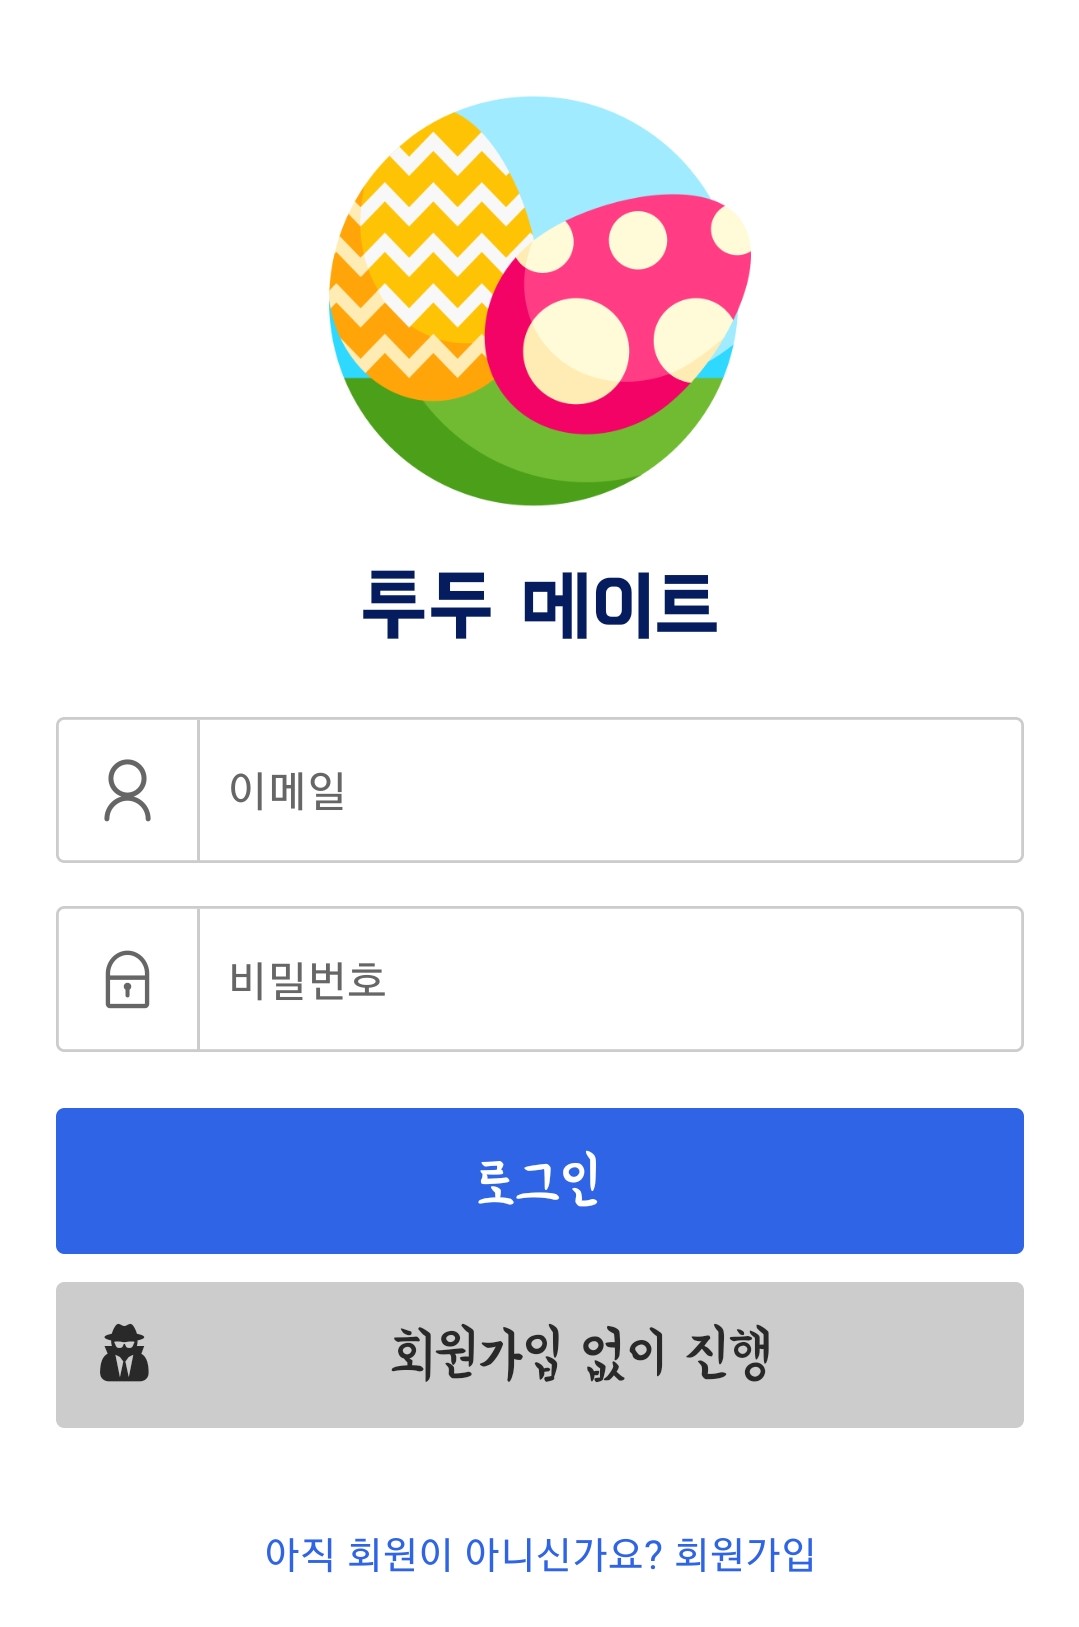 루두 메이트
이메일
비밀번호
로그인
회원가입 없이 진행
아직 회원이 아니신가요? 회원가입